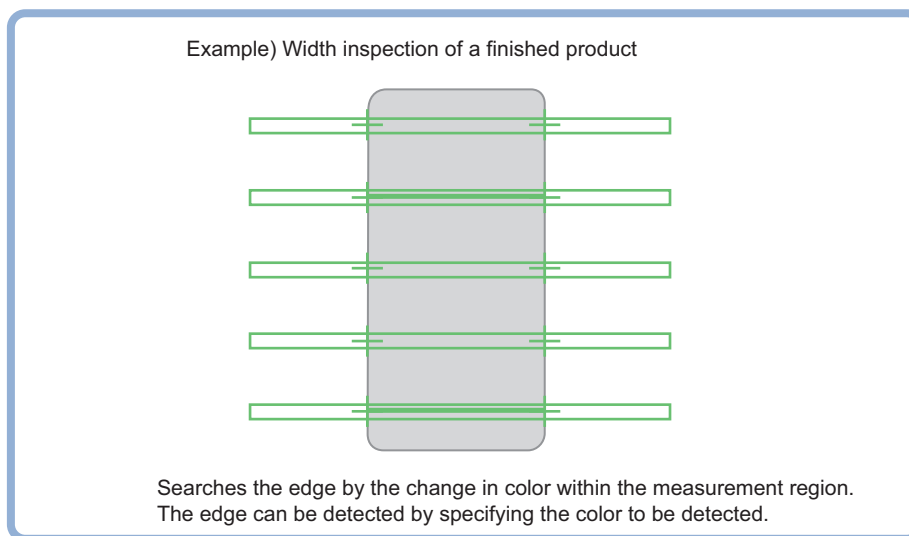 Example) Width inspection of a finished product
Searches the edge by the change in color within the measurement region.
The edge can be detected by specifying the color to be detected.